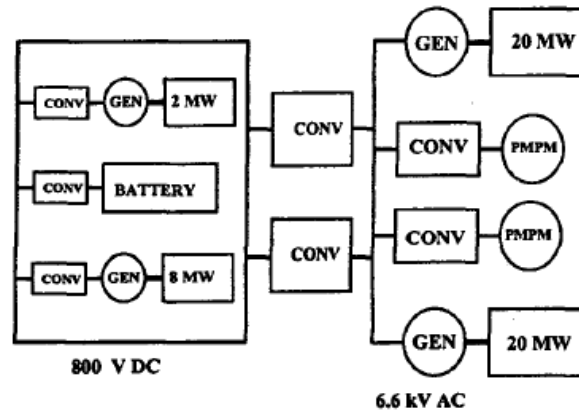 GEN
20 MW
CONV
GEN
2 MW
CONV
CONV
PMPM
CONV
BATTERY
CONV
PMPM
CONV
CONV
GEN
8 MW
GEN
20 MW
800 V DC
6.6 kV AC